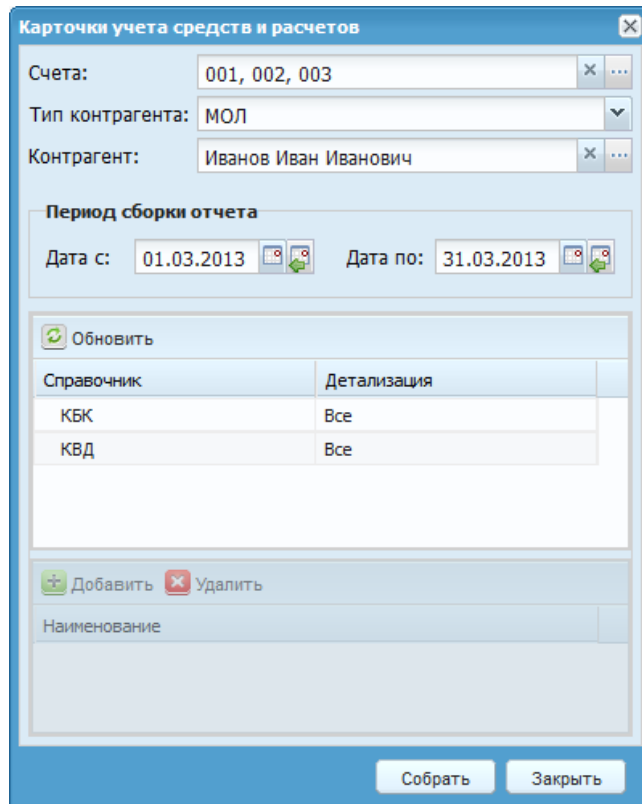 Карточки учета средств и расчетов
Счета: 001, 002, 003
Тип контрагента: МОЛ
Контрагент: Иванов Иван Иванович
Период сборки отчета
Дата с: 01.03.2013 Дата по: 31.03.2013
Обновить
Справочник Детализация
КБК Все
КВД Все
Добавить Удалить
Наименование
Собрать Закрыть